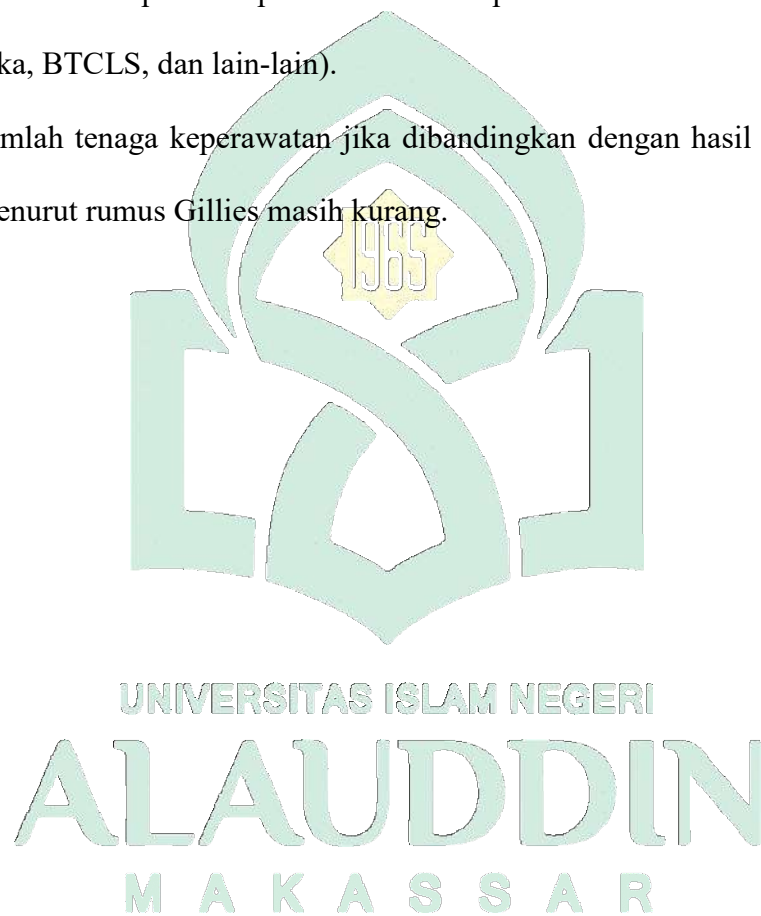 ka, BTCLS, dan lain-lain).
mlah tenaga keperawatan jika dibandingkan dengan hasil
enurut rumus Gillies masih kurang.
1965
UNIVERSITAS ISLAM NEGERI
ALAUDDIN
MAKASSAR